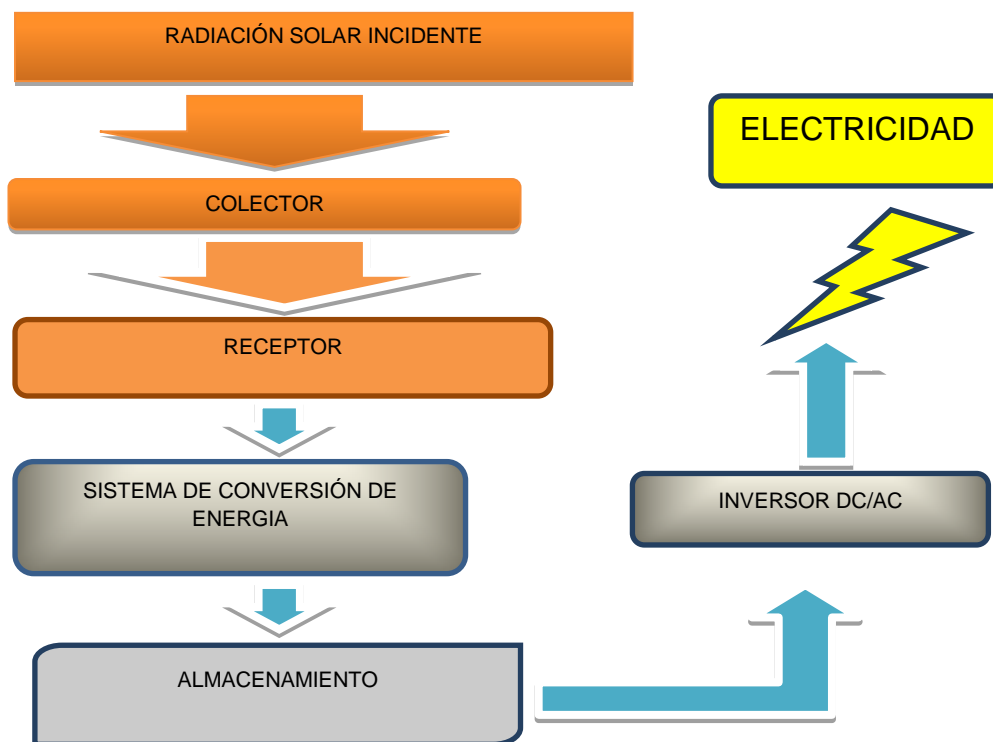 RADIACIÓN SOLAR INCIDENTE
COLECTOR
RECEPTOR
SISTEMA DE CONVERSIÓN DE
ENERGIA
ALMACENAMIENTO
INVERSOR DC/AC
ELECTRICIDAD